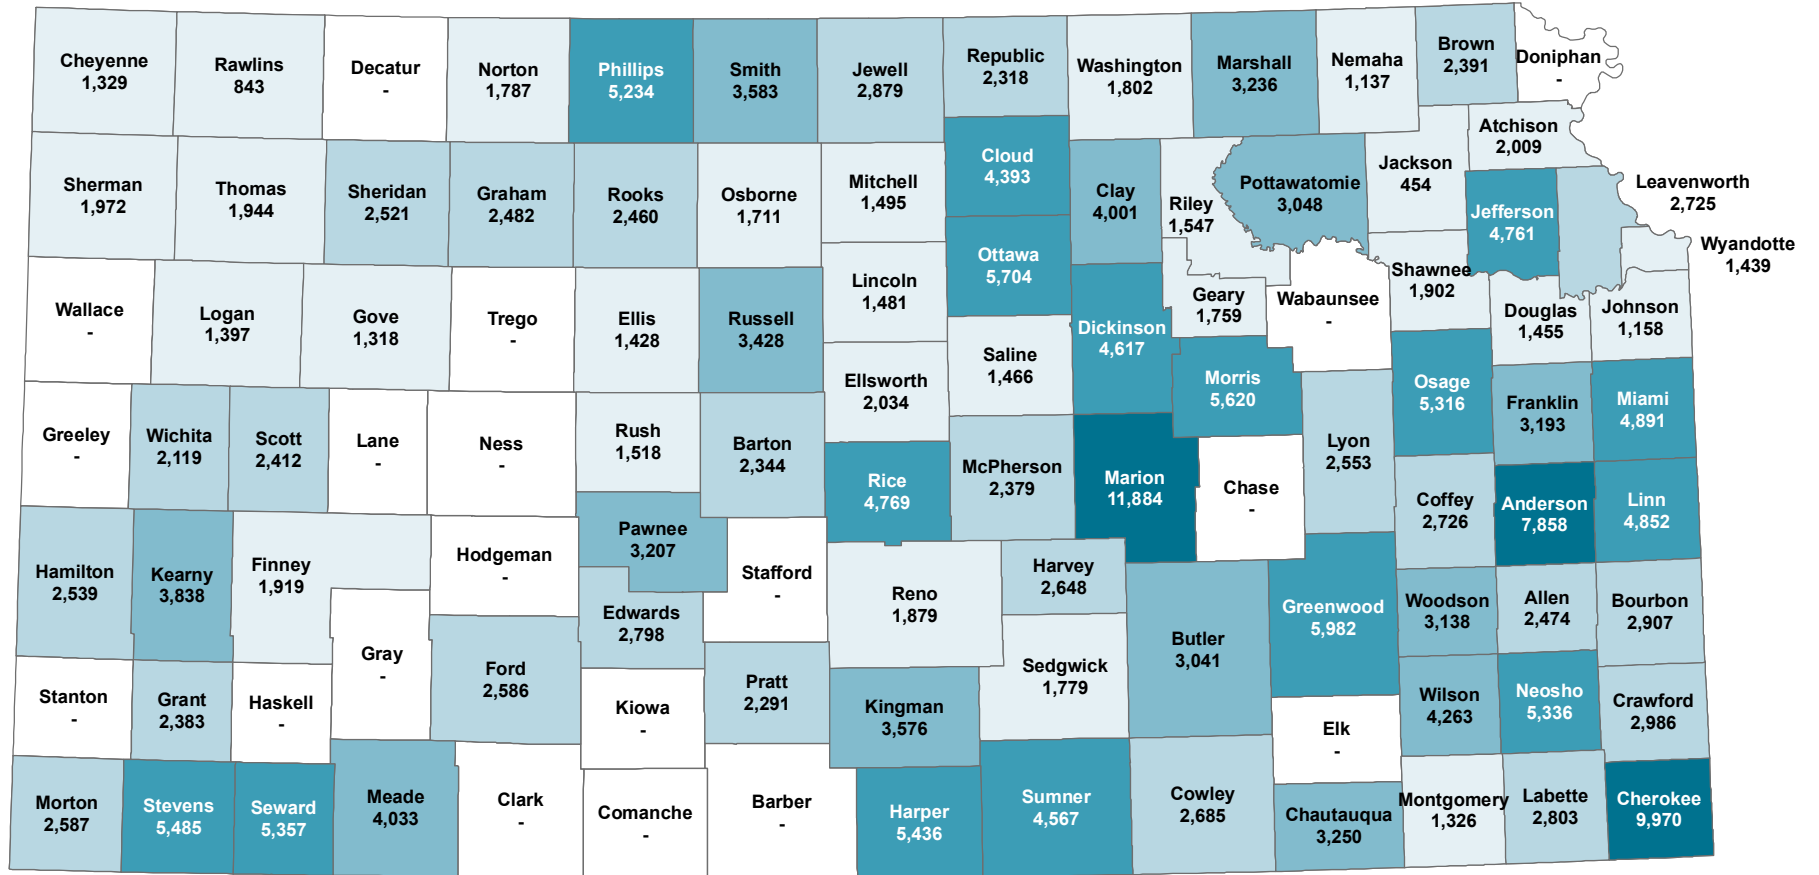 Cheyenne
1,329
Rawlins
843
Decatur
-
Norton
1,787
Phillips
5,234
Smith
3,583
Jewell
2,879
Republic
2,318
Washington
1,802
Marshall
3,236
Nemaha
1,137
Brown
2,391
Doniphan
-
Atchison
2,009
Sherman
1,972
Thomas
1,944
Sheridan
2,521
Graham
2,482
Rooks
2,460
Osborne
1,711
Mitchell
1,495
Cloud
4,393
Clay
4,001
Riley
1,547
Pottawatomie
3,048
Jackson
454
Jefferson
4,761
Leavenworth
2,725
Wyandotte
1,439
Wallace
-
Logan
1,397
Gove
1,318
Trego
-
Ellis
1,428
Russell
3,428
Lincoln
1,481
Ottawa
5,704
Dickinson
4,617
Geary
1,759
Wabaunsee
-
Shawnee
1,902
Douglas
1,455
Johnson
1,158
Ellsworth
2,034
Saline
1,466
Morris
5,620
Osage
5,316
Franklin
3,193
Miami
4,891
Greeley
-
Wichita
2,119
Scott
2,412
Lane
-
Ness
-
Rush
1,518
Barton
2,344
Rice
4,769
McPherson
2,379
Marion
11,884
Chase
-
Lyon
2,553
Coffey
2,726
Anderson
7,858
Linn
4,852
Hamilton
2,539
Kearny
3,838
Finney
1,919
Hodgeman
-
Pawnee
3,207
Stafford
-
Edwards
2,798
Reno
1,879
Harvey
2,648
Butler
3,041
Greenwood
5,982
Woodson
3,138
Allen
2,474
Bourbon
2,907
Gray
-
Ford
2,586
Sedgwick
1,779
Stanton
-
Grant
2,383
Haskell
-
Kiowa
-
Pratt
2,291
Kingman
3,576
Elk
-
Wilson
4,263
Neosho
5,336
Crawford
2,986
Morton
2,587
Stevens
5,485
Seward
5,357
Meade
4,033
Clark
-
Comanche
-
Barber
-
Harper
5,436
Sumner
4,567
Cowley
2,685
Chautauqua
3,250
Montgomery
1,326
Labette
2,803
Cherokee
9,970